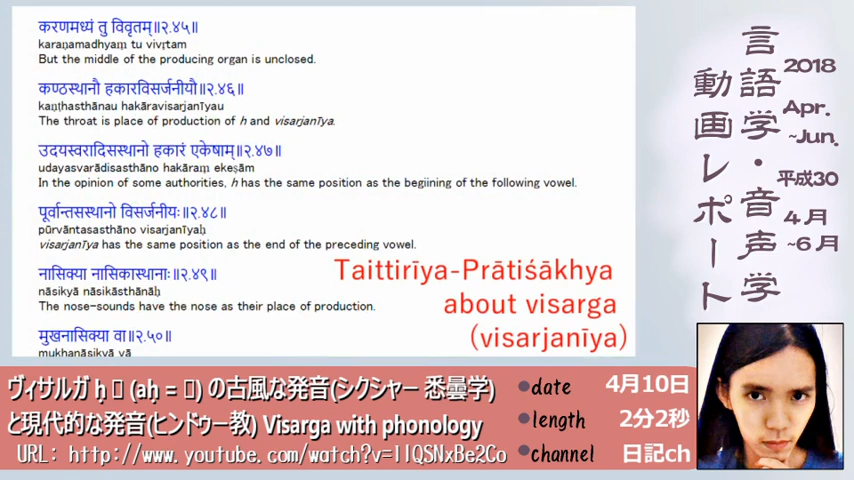 करणमध्यं तु विवृतम्॥२.४५॥
karaṇamadhyaṃ tu vivṛtam
But the middle of the producing organ is unclosed.
कण्ठस्थानौ हकारविसर्जनीयौ॥२.४६॥
kaṇṭhasthānau hakāravisarjanīyau
The throat is place of production of h and visarjanīya.
उदयस्वरादिसस्थानो हकारं एकेषाम्॥२.४७॥
udayasvarādisasthāno hakāraṃ ekeṣām
In the opinion of some authorities, h has the same position as the begiining of the following vowel.
पूर्वान्तसस्थानो विसर्जनीयः॥२.४८॥
pūrvāntasasthāno visarjanīyaḥ
visarjanīya has the same position as the end of the preceding vowel.
नासिक्या नासिकास्थानाः॥२.४९॥
nāsikyā nāsikāsthānāḥ
The nose-sounds have the nose as their place of production.
मुखनासिक्या वा॥२.५०॥
mukhanāsikyā vā
Taittirīya-Prātiśākhya
about visarga
(visarjanīya)
言語学・音声学
動画レポート
2018
Apr.
~Jun.
平成30
4月
~6月
ヴィサルガ ḥ □ (aḥ = □) の古風な発音(シクシャー 悉曇学)
と現代的な発音(ヒンドゥー教) Visarga with phonology
URL: http://www.youtube.com/watch?v=IIQSNxBe2Co
●date 4月10日
●length 2分2秒
●channel 日記ch